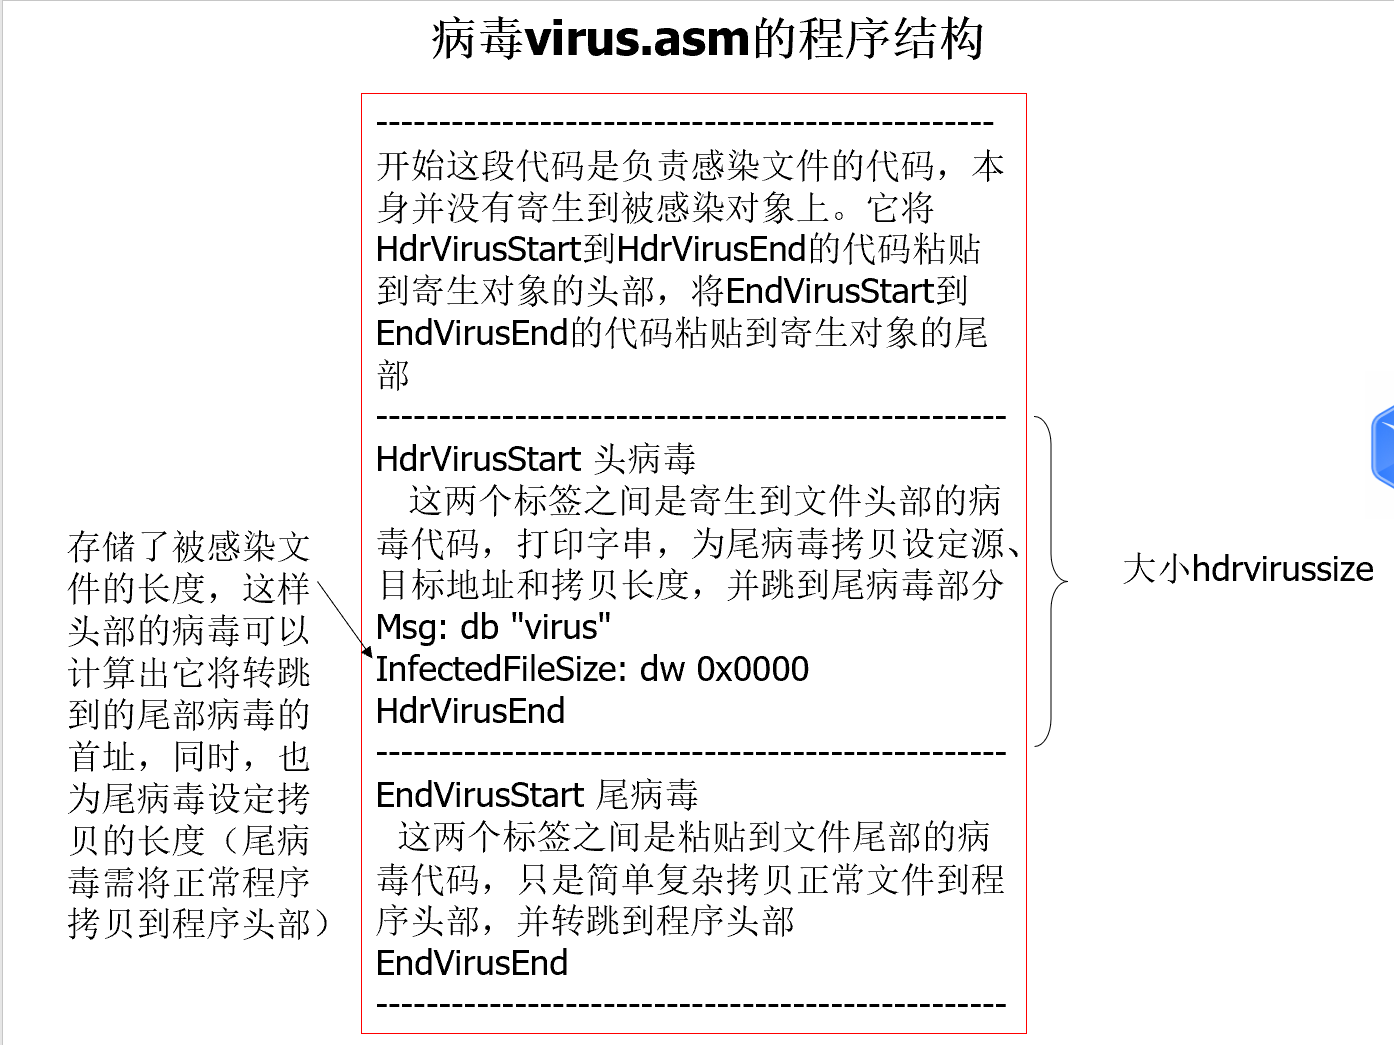 病毒virus.asm的程序结构
-------------------------------------------------
开始这段代码是负责感染文件的代码，本
身并没有寄生到被感染对象上。它将
HdrVirusStart到HdrVirusEnd的代码粘贴
到寄生对象的头部，将EndVirusStart到
EndVirusEnd的代码粘贴到寄生对象的尾
部
--------------------------------------------------
HdrVirusStart 头病毒
这两个标签之间是寄生到文件头部的病
毒代码，打印字串，为尾病毒拷贝设定源、
目标地址和拷贝长度，并跳到尾病毒部分
Msg: db "virus"
InfectedFileSize: dw 0x0000
HdrVirusEnd
--------------------------------------------------
EndVirusStart 尾病毒
这两个标签之间是粘贴到文件尾部的病
毒代码，只是简单复杂拷贝正常文件到程
序头部，并转跳到程序头部
EndVirusEnd
--------------------------------------------------
存储了被感染文
件的长度，这样
头部的病毒可以
计算出它将转跳
到的尾部病毒的
首址，同时，也
为尾病毒设定拷
贝的长度（尾病
毒需将正常程序
拷贝到程序头部）
大小hdrvirussize